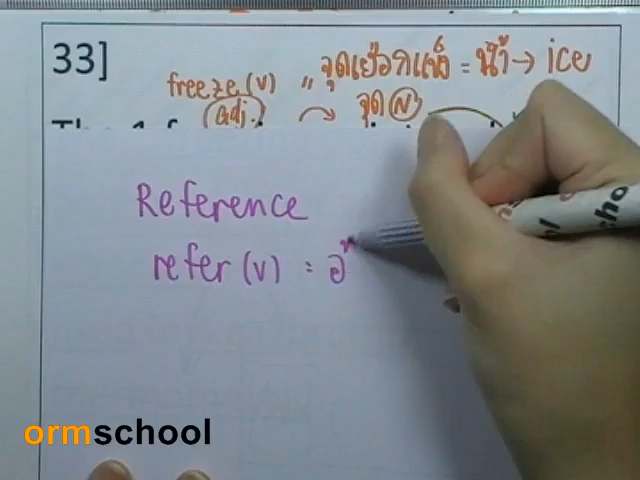 33]
freeze (v) " จุดเยือกแข็ง = น้ำ → ice
(adj.) จุด (N)
Reference
refer (v) : อ้
ormschool
cho